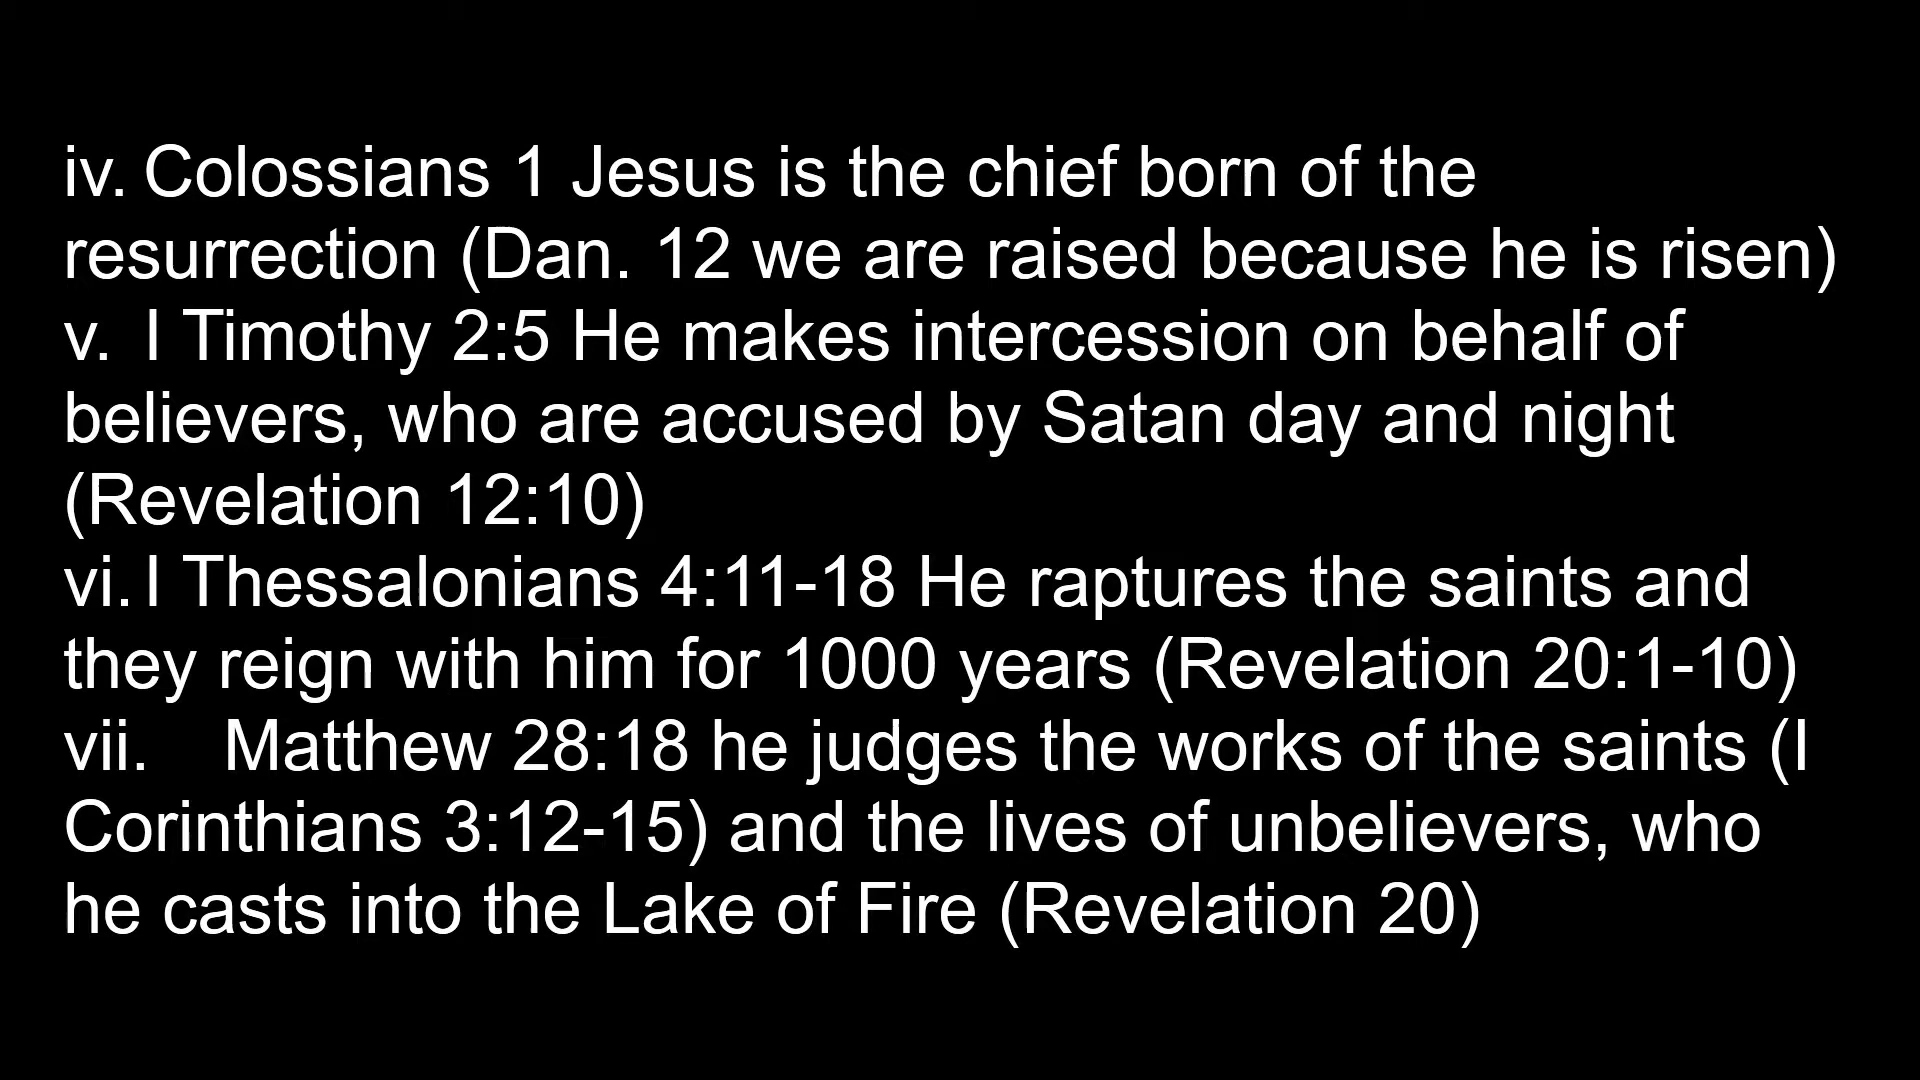 iv. Colossians 1 Jesus is the chief born of the
resurrection (Dan. 12 we are raised because he is risen)
v. I Timothy 2:5 He makes intercession on behalf of
believers, who are accused by Satan day and night
(Revelation 12:10)
vi. I Thessalonians 4:11-18 He raptures the saints and
they reign with him for 1000 years (Revelation 20:1-10)
vii. Matthew 28:18 he judges the works of the saints (I
Corinthians 3:12-15) and the lives of unbelievers, who
he casts into the Lake of Fire (Revelation 20)